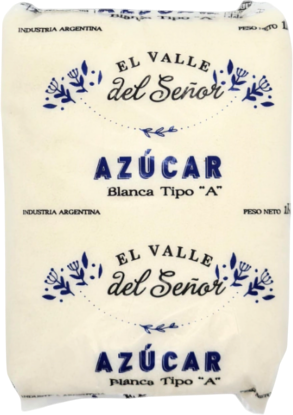 INDUSTRIA ARGENTINA PESO NETO
EL VALLE
del Señor
AZÚCAR
Blanca Tipo "A"
INDUSTRIA ARGENTINA PESO NETO
EL VALLE
del Señor
AZÚCAR
Blanca Tipo "A"